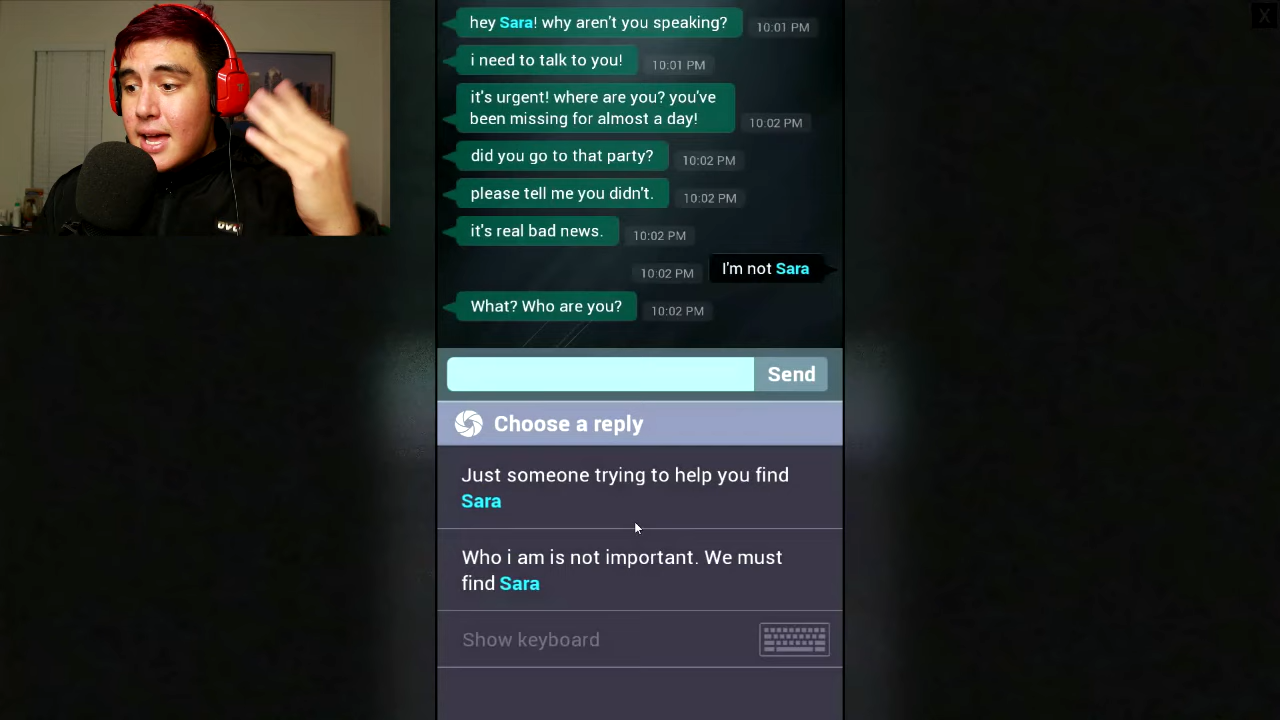 hey Sara! why aren't you speaking?
10:01 PM
i need to talk to you!
10:01 PM
it's urgent! where are you? you've
been missing for almost a day!
10:02 PM
did you go to that party?
10:02 PM
please tell me you didn't.
10:02 PM
it's real bad news.
10:02 PM
10:02 PM
I'm not Sara
What? Who are you?
10:02 PM
Send
Choose a reply
Just someone trying to help you find
Sara
Who i am is not important. We must
find Sara
Show keyboard
X